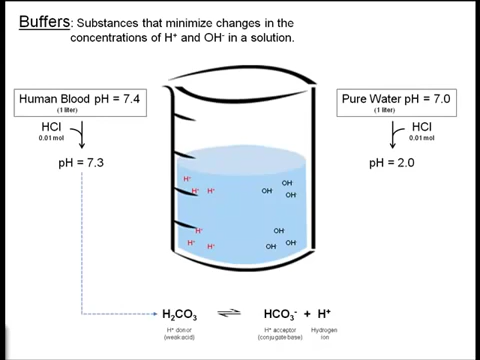 Buffers: Substances that minimize changes in the
concentrations of H⁺ and OH⁻ in a solution.
Human Blood pH = 7.4
(1 liter)
HCl
0.01 mol
pH = 7.3
Pure Water pH = 7.0
(1 liter)
HCl
0.01 mol
pH = 2.0
H⁺
H⁺ H⁺
H⁺
H⁺ H⁺
OH⁻
OH⁻ OH⁻
OH⁻
OH⁻ OH⁻
H₂CO₃ ⇌ HCO₃⁻ + H⁺
H⁺ donor
(weak acid)
H⁺ acceptor
(conjugate base)
Hydrogen
ion